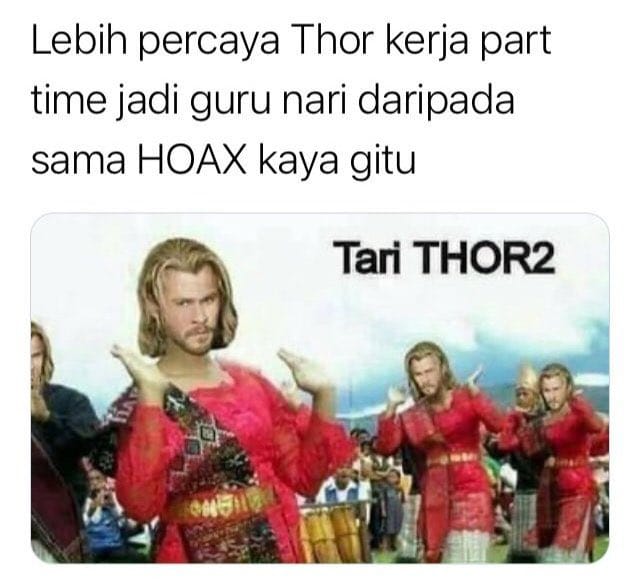 Lebih percaya Thor kerja part
time jadi guru nari daripada
sama HOAX kaya gitu
Tari THOR2